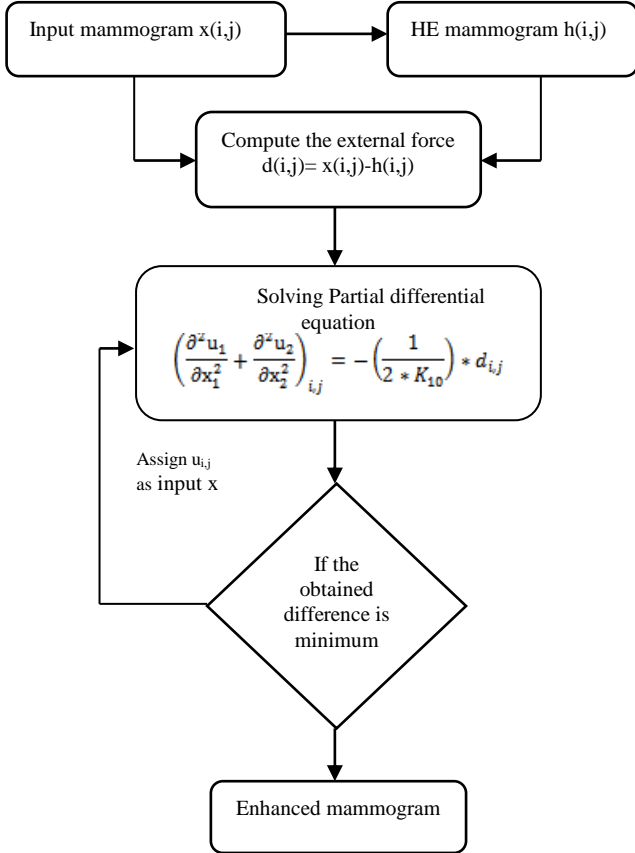 Input mammogram x(i,j)
HE mammogram h(i,j)
Compute the external force
d(i,j)= x(i,j)-h(i,j)
Solving Partial differential
equation
(∂²u₁/∂x₁² + ∂²u₂/∂x₂²)ᵢ,ⱼ = −(1/(2 * K₁₀)) * dᵢ,ⱼ
Assign uᵢ,ⱼ
as input x
If the
obtained
difference is
minimum
Enhanced mammogram